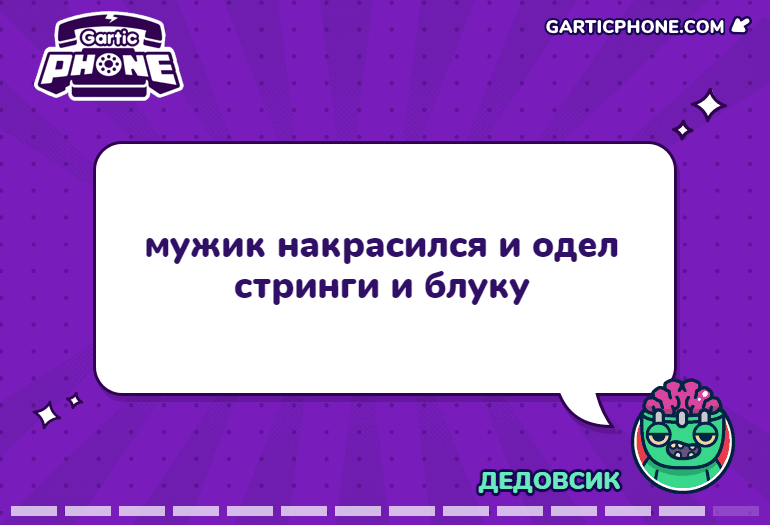 Gartic
PHONE
GARTICPHONE.COM
мужик накрасился и одел
стринги и блуку
ДЕДОВСИК